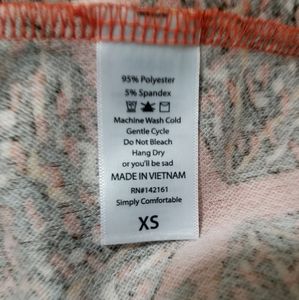 95% Polyester
5% Spandex
Machine Wash Cold
Gentle Cycle
Do Not Bleach
Hang Dry
or you'll be sad
MADE IN VIETNAM
RN#142161
Simply Comfortable
XS